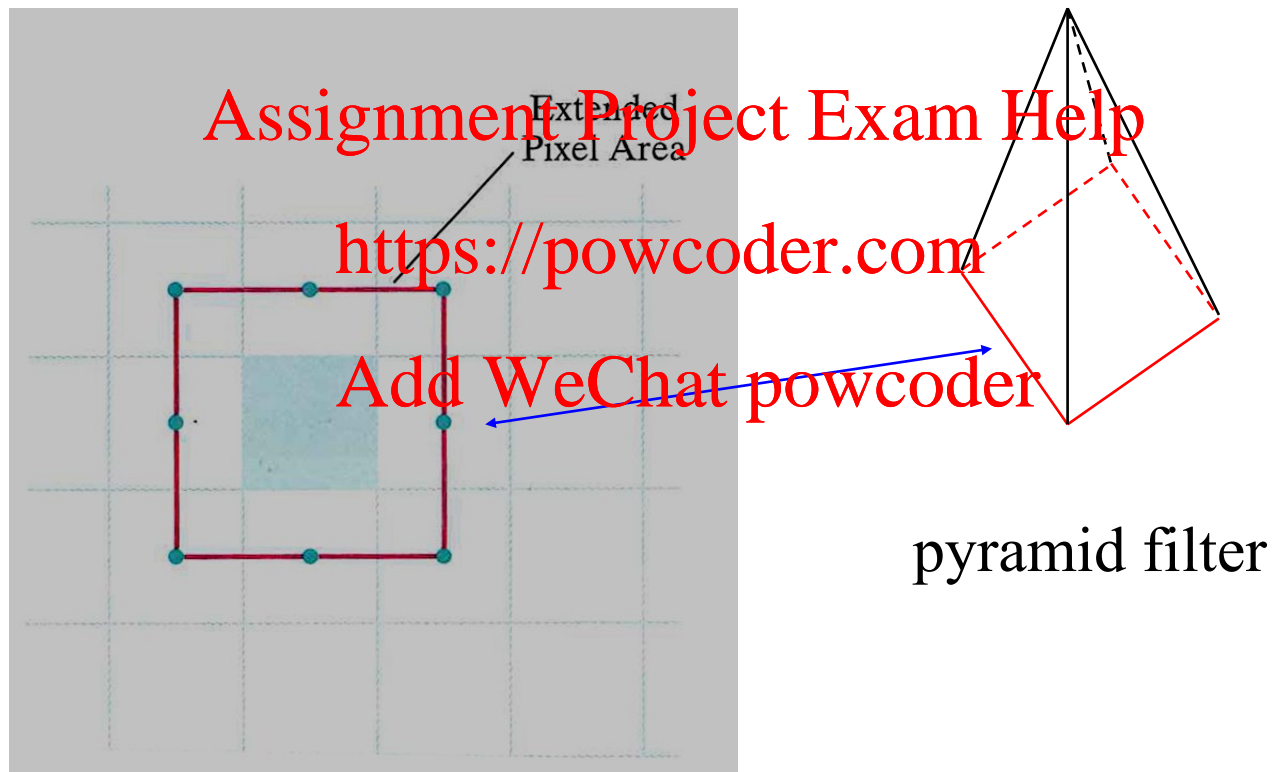 Assignment Project Exam Help
Extended
Pixel Area
https://powcoder.com
Add WeChat powcoder
pyramid filter